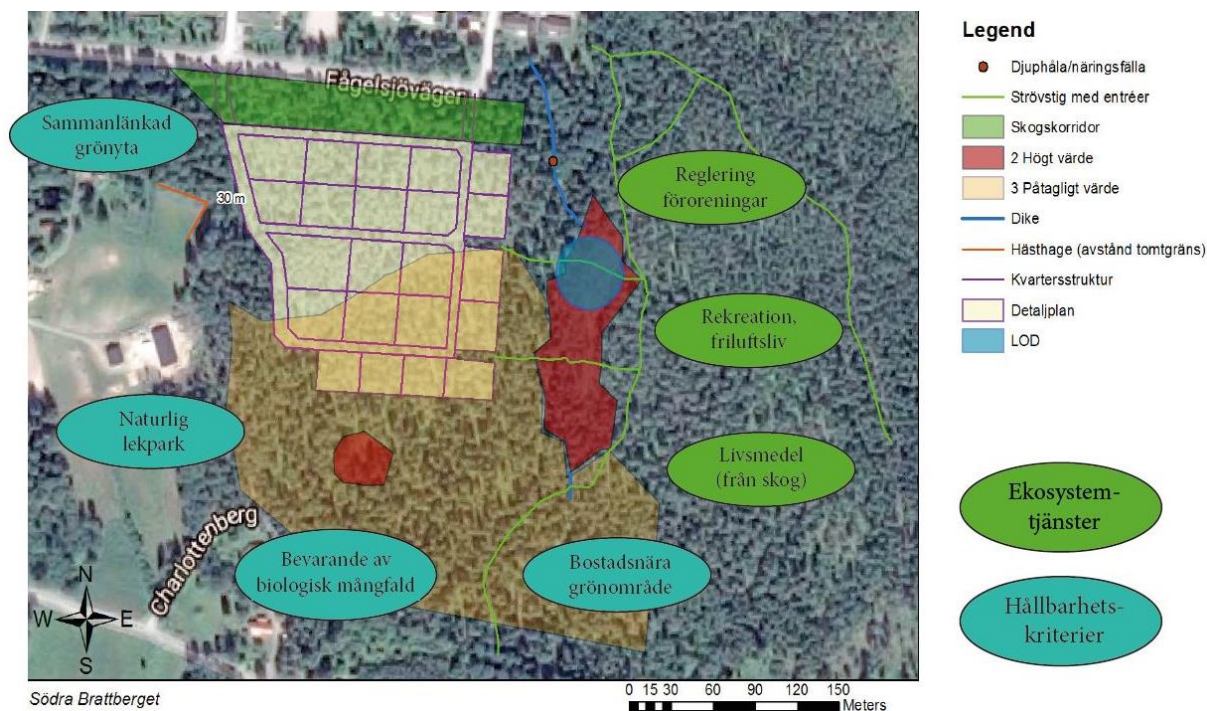 Fågelsjövägen
Sammanlänkad
grönyta
30 m
Reglering
föroreningar
Rekreation,
friluftsliv
Naturlig
lekpark
Livsmedel
(från skog)
Charlottenberg
Bevarande av
biologisk mångfald
Bostadsnära
grönområde
N
W
E
S
Södra Brattberget
0 15 30 60 90 120 150
Meters
Legend
Djuphåla/näringsfälla
Strövstig med entréer
Skogskorridor
2 Högt värde
3 Påtagligt värde
Dike
Hästhage (avstånd tomtgräns)
Kvartersstruktur
Detaljplan
LOD
Ekosystem-
tjänster
Hållbarhets-
kriterier